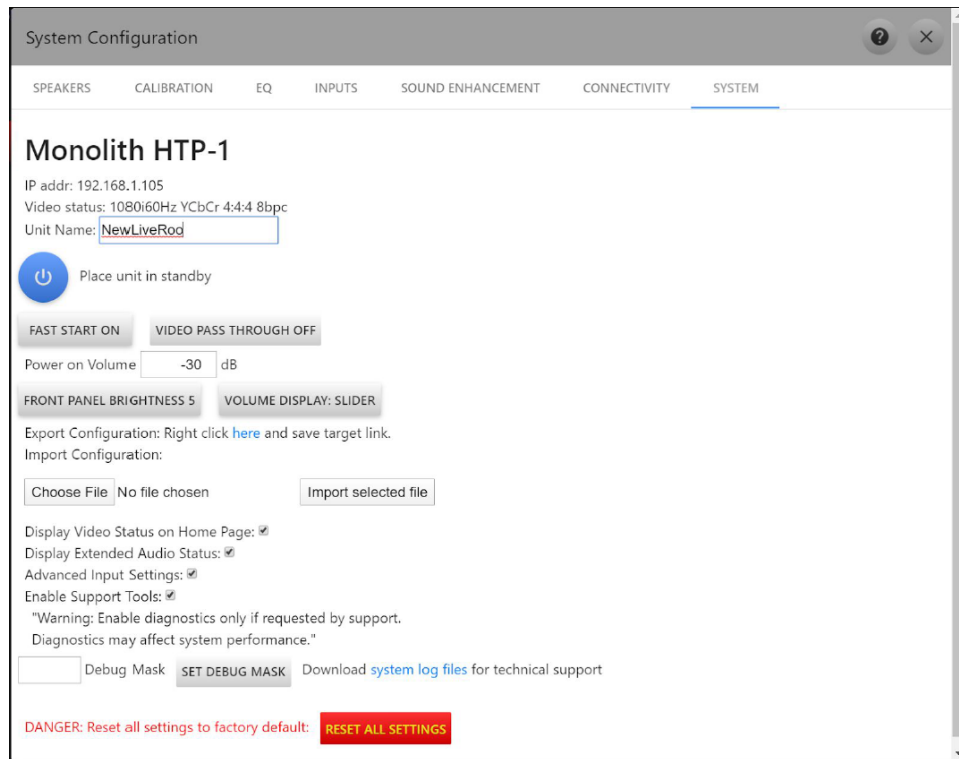 System Configuration
SPEAKERS CALIBRATION EQ INPUTS SOUND ENHANCEMENT CONNECTIVITY SYSTEM
Monolith HTP-1
IP addr: 192.168.1.105
Video status: 1080i60Hz YCbCr 4:4:4 8bpc
Unit Name: NewLiveRod
Place unit in standby
FAST START ON VIDEO PASS THROUGH OFF
Power on Volume -30 dB
FRONT PANEL BRIGHTNESS 5 VOLUME DISPLAY: SLIDER
Export Configuration: Right click here and save target link.
Import Configuration:
Choose File No file chosen Import selected file
Display Video Status on Home Page:
Display Extended Audio Status:
Advanced Input Settings:
Enable Support Tools:
"Warning: Enable diagnostics only if requested by support.
Diagnostics may affect system performance."
Debug Mask SET DEBUG MASK Download system log files for technical support
DANGER: Reset all settings to factory default: RESET ALL SETTINGS